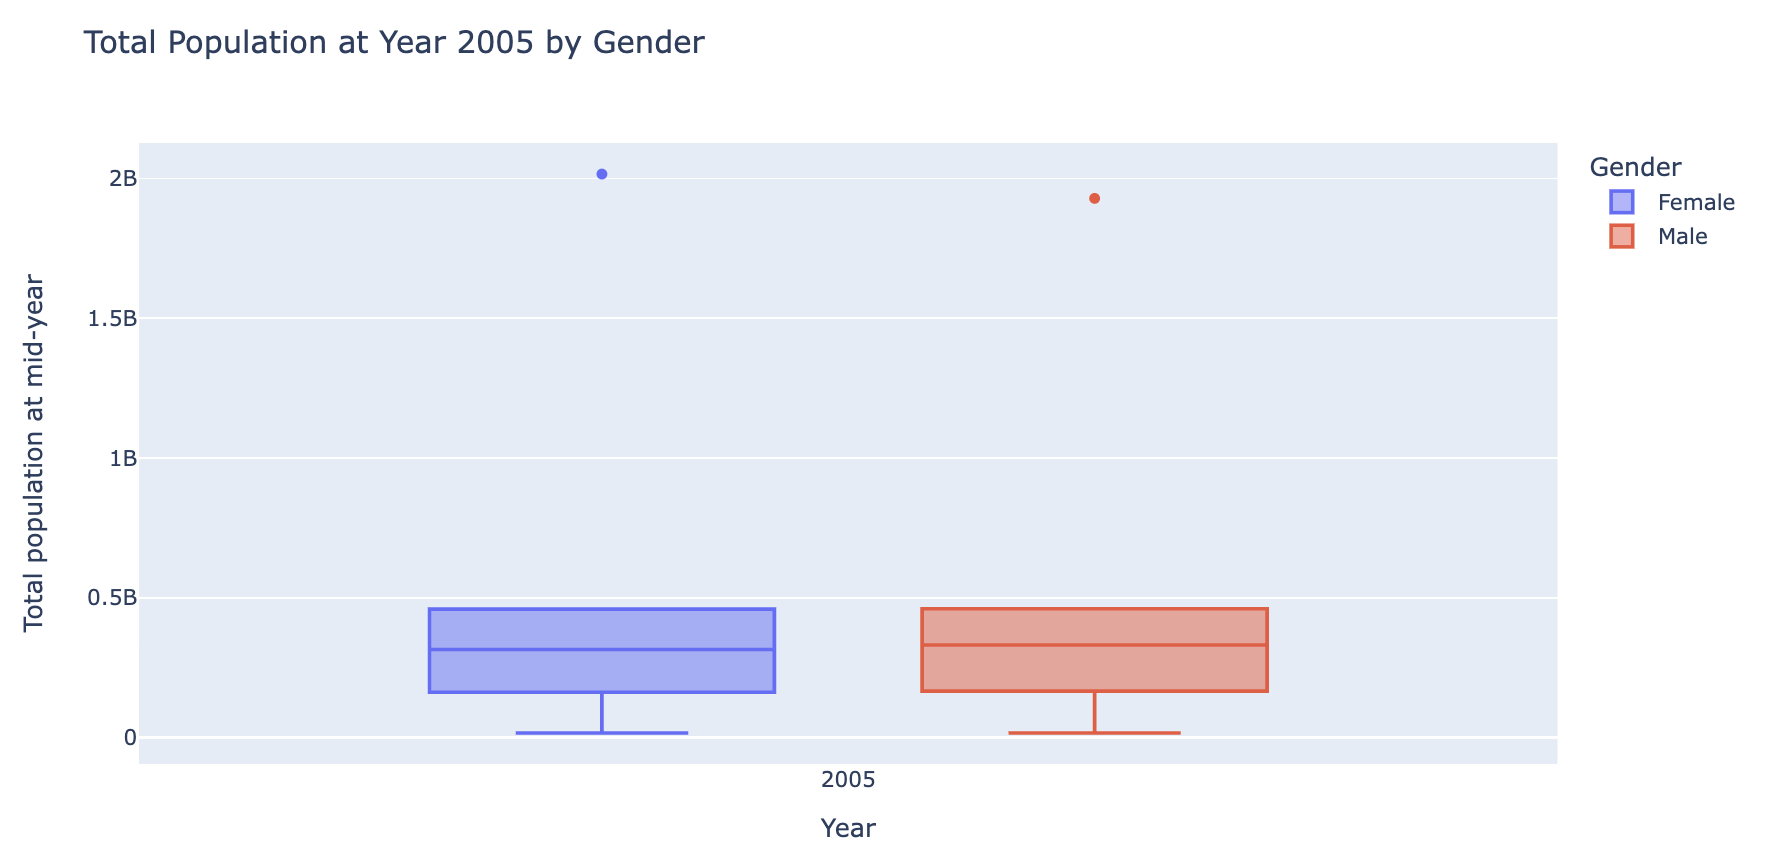 Total Population at Year 2005 by Gender
Total population at mid-year
2B
1.5B
1B
0.5B
0
2005
Year
Gender
Female
Male